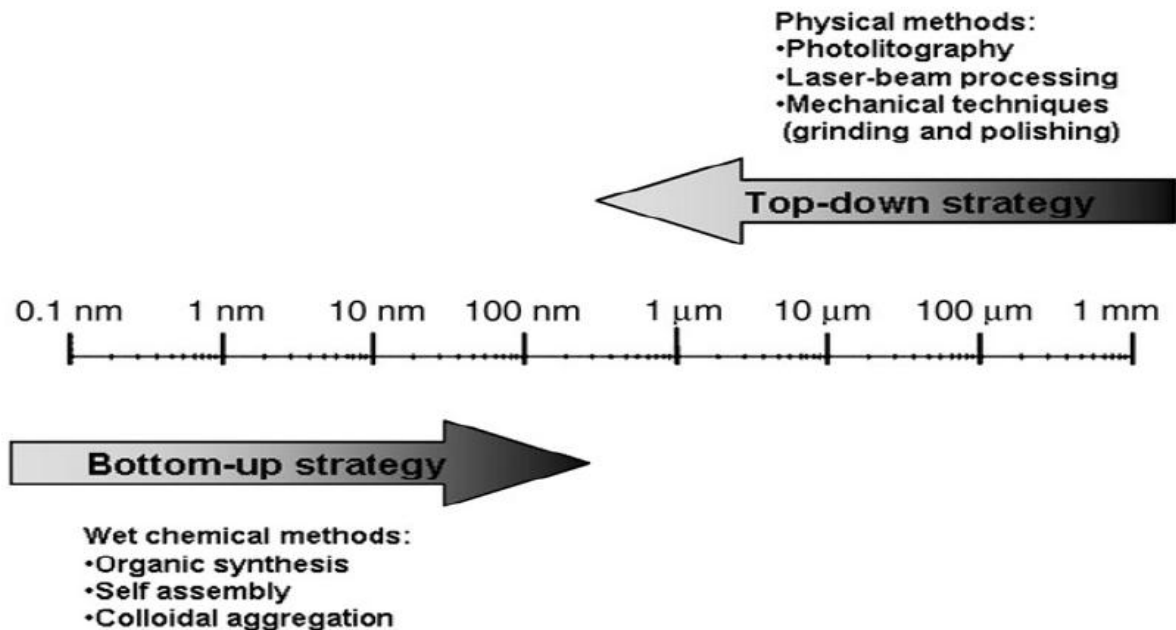 Physical methods:
•Photolitography
•Laser-beam processing
•Mechanical techniques
(grinding and polishing)
Top-down strategy
0.1 nm 1 nm 10 nm 100 nm 1 μm 10 μm 100 μm 1 mm
Bottom-up strategy
Wet chemical methods:
•Organic synthesis
•Self assembly
•Colloidal aggregation